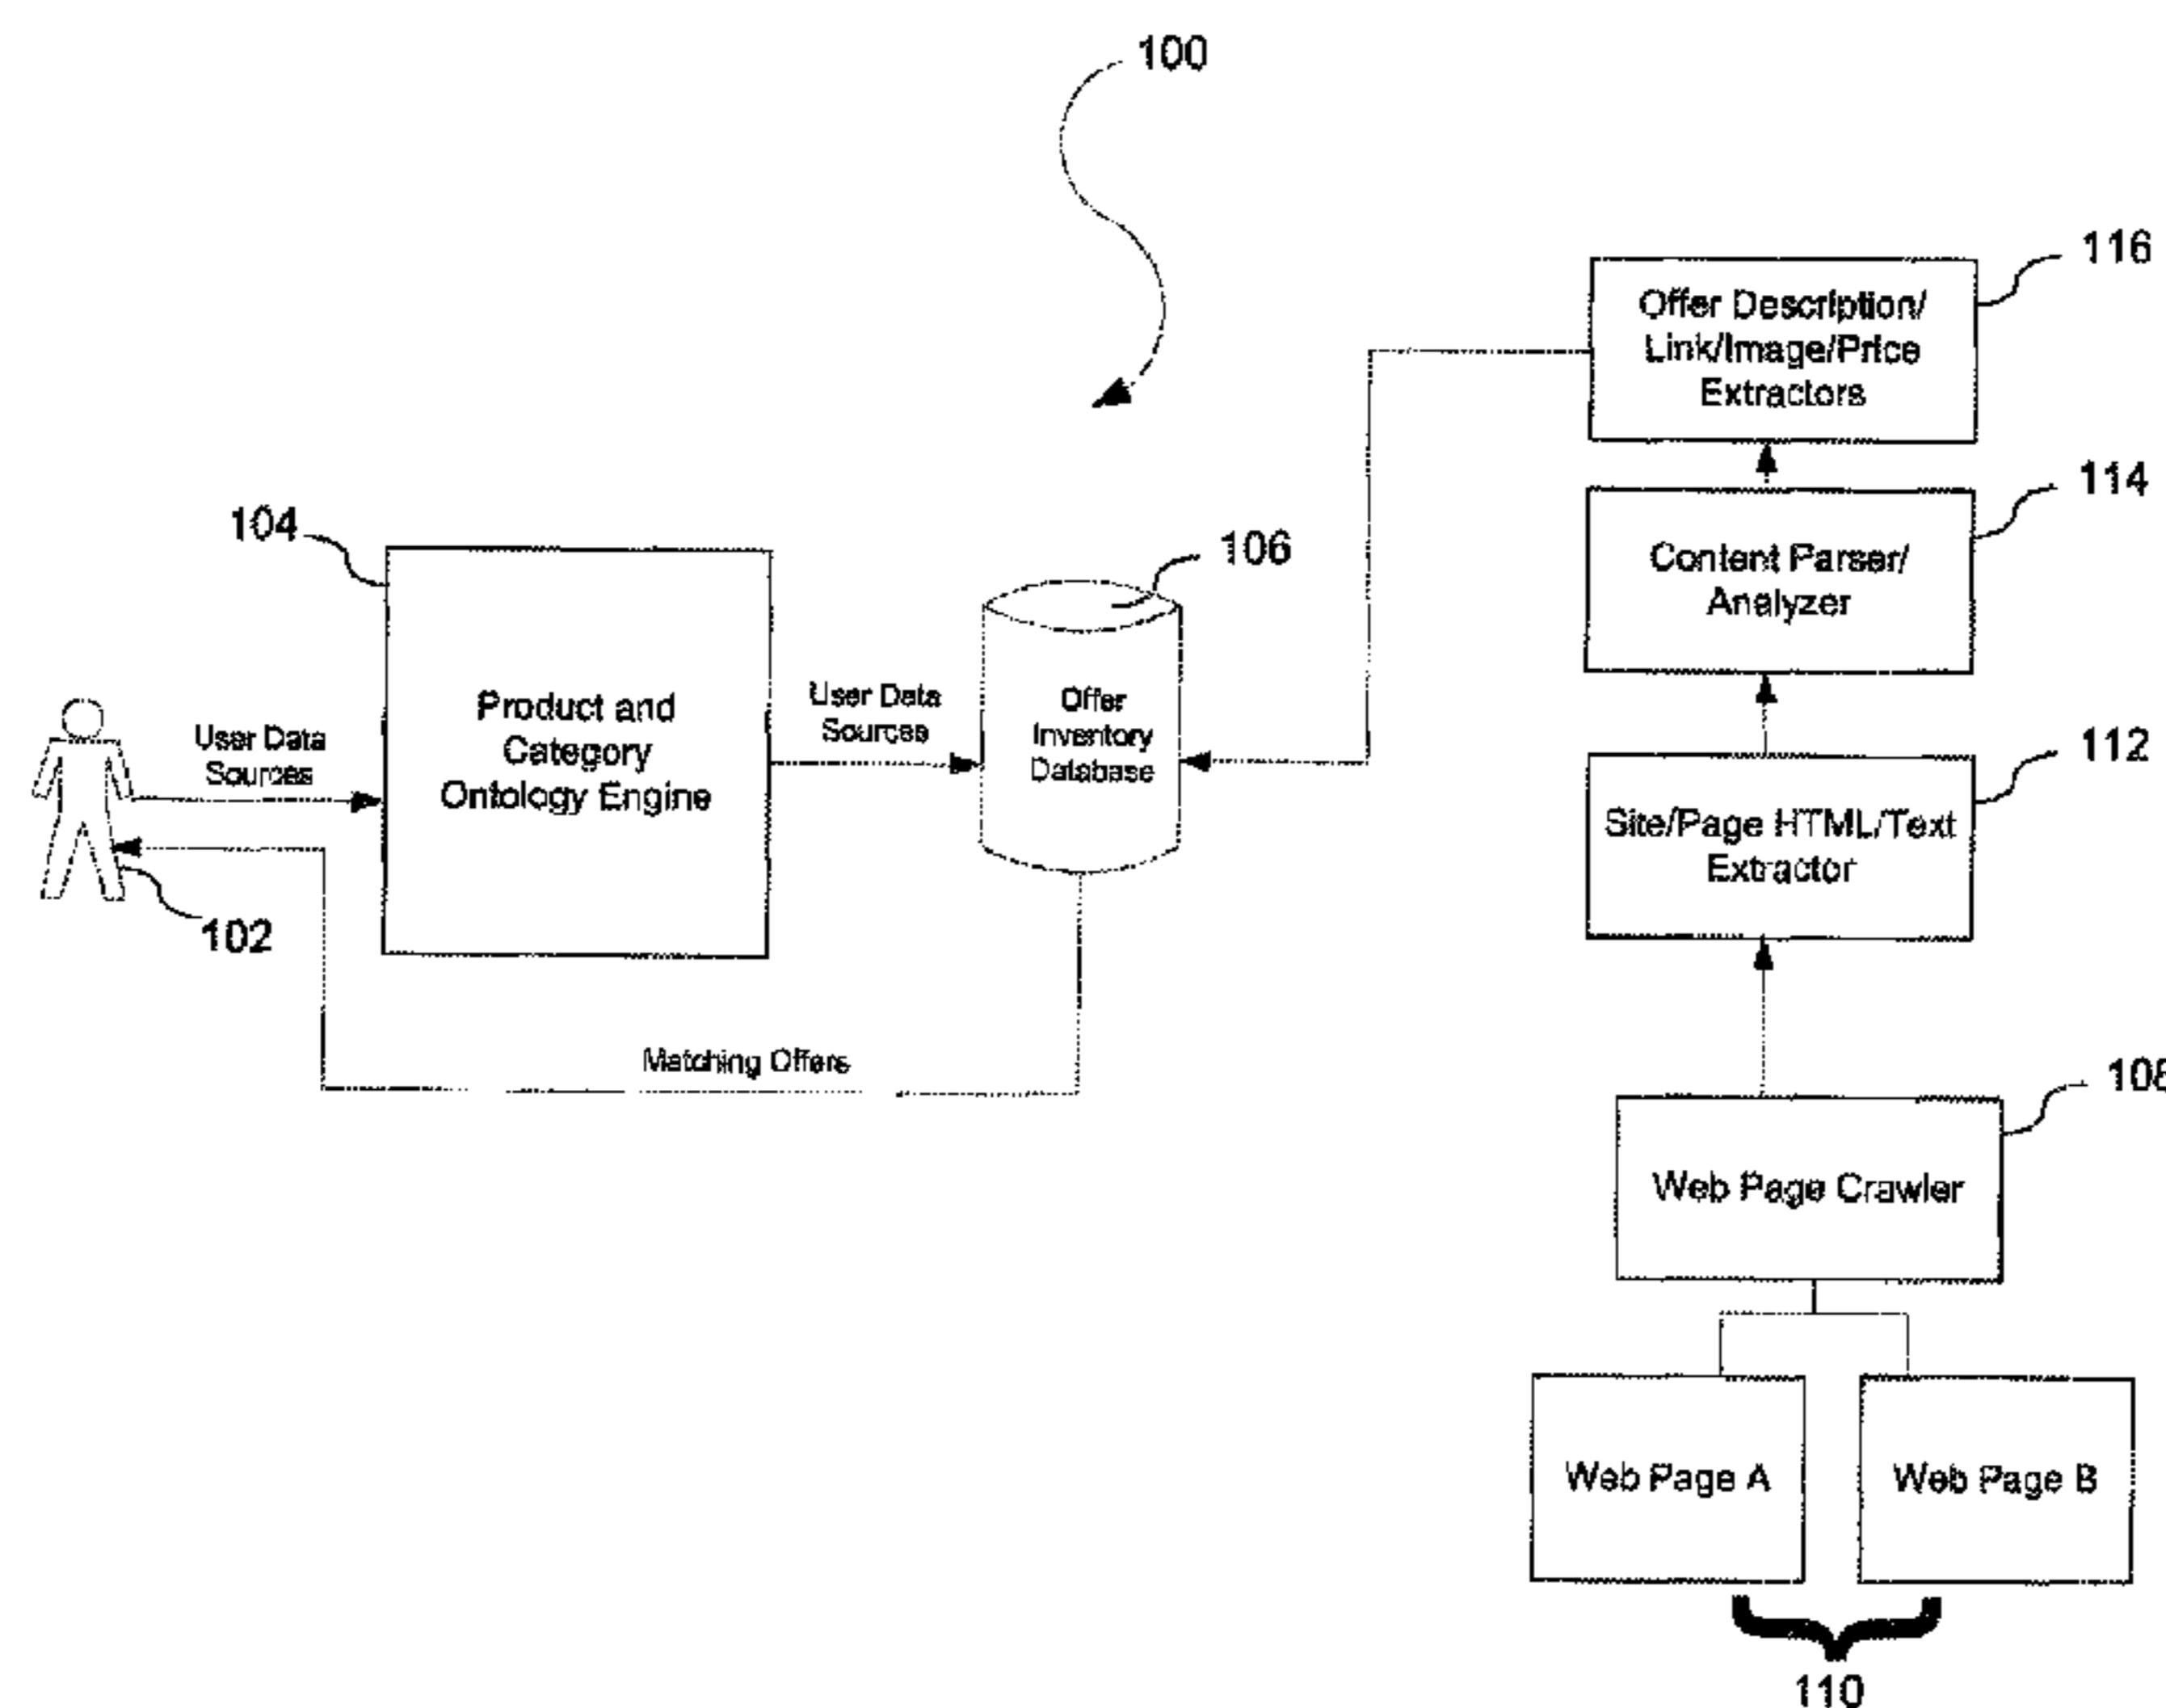 100
116
Offer Description/
Link/Image/Price
Extractors
114
Content Parser/
Analyzer
104
106
Product and
Category
Ontology Engine
User Data
Sources
Offer
Inventory
Database
User Data
Sources
112
Site/Page HTML/Text
Extractor
102
Matching Offers
108
Web Page Crawler
Web Page A
Web Page B
110